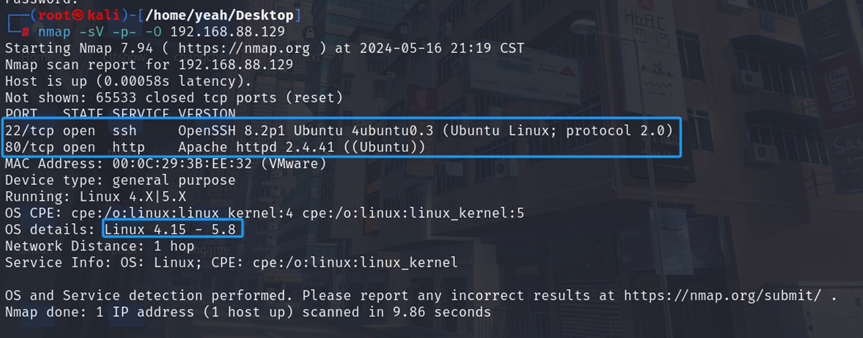 Password:
┌──(root㉿kali)-[/home/yeah/Desktop]
└─# nmap -sV -p- -O 192.168.88.129
Starting Nmap 7.94 ( https://nmap.org ) at 2024-05-16 21:19 CST
Nmap scan report for 192.168.88.129
Host is up (0.00058s latency).
Not shown: 65533 closed tcp ports (reset)
PORT   STATE SERVICE VERSION
22/tcp open  ssh     OpenSSH 8.2p1 Ubuntu 4ubuntu0.3 (Ubuntu Linux; protocol 2.0)
80/tcp open  http    Apache httpd 2.4.41 ((Ubuntu))
MAC Address: 00:0C:29:3B:EE:32 (VMware)
Device type: general purpose
Running: Linux 4.X|5.X
OS CPE: cpe:/o:linux:linux_kernel:4 cpe:/o:linux:linux_kernel:5
OS details: Linux 4.15 - 5.8
Network Distance: 1 hop
Service Info: OS: Linux; CPE: cpe:/o:linux:linux_kernel

OS and Service detection performed. Please report any incorrect results at https://nmap.org/submit/ .
Nmap done: 1 IP address (1 host up) scanned in 9.86 seconds